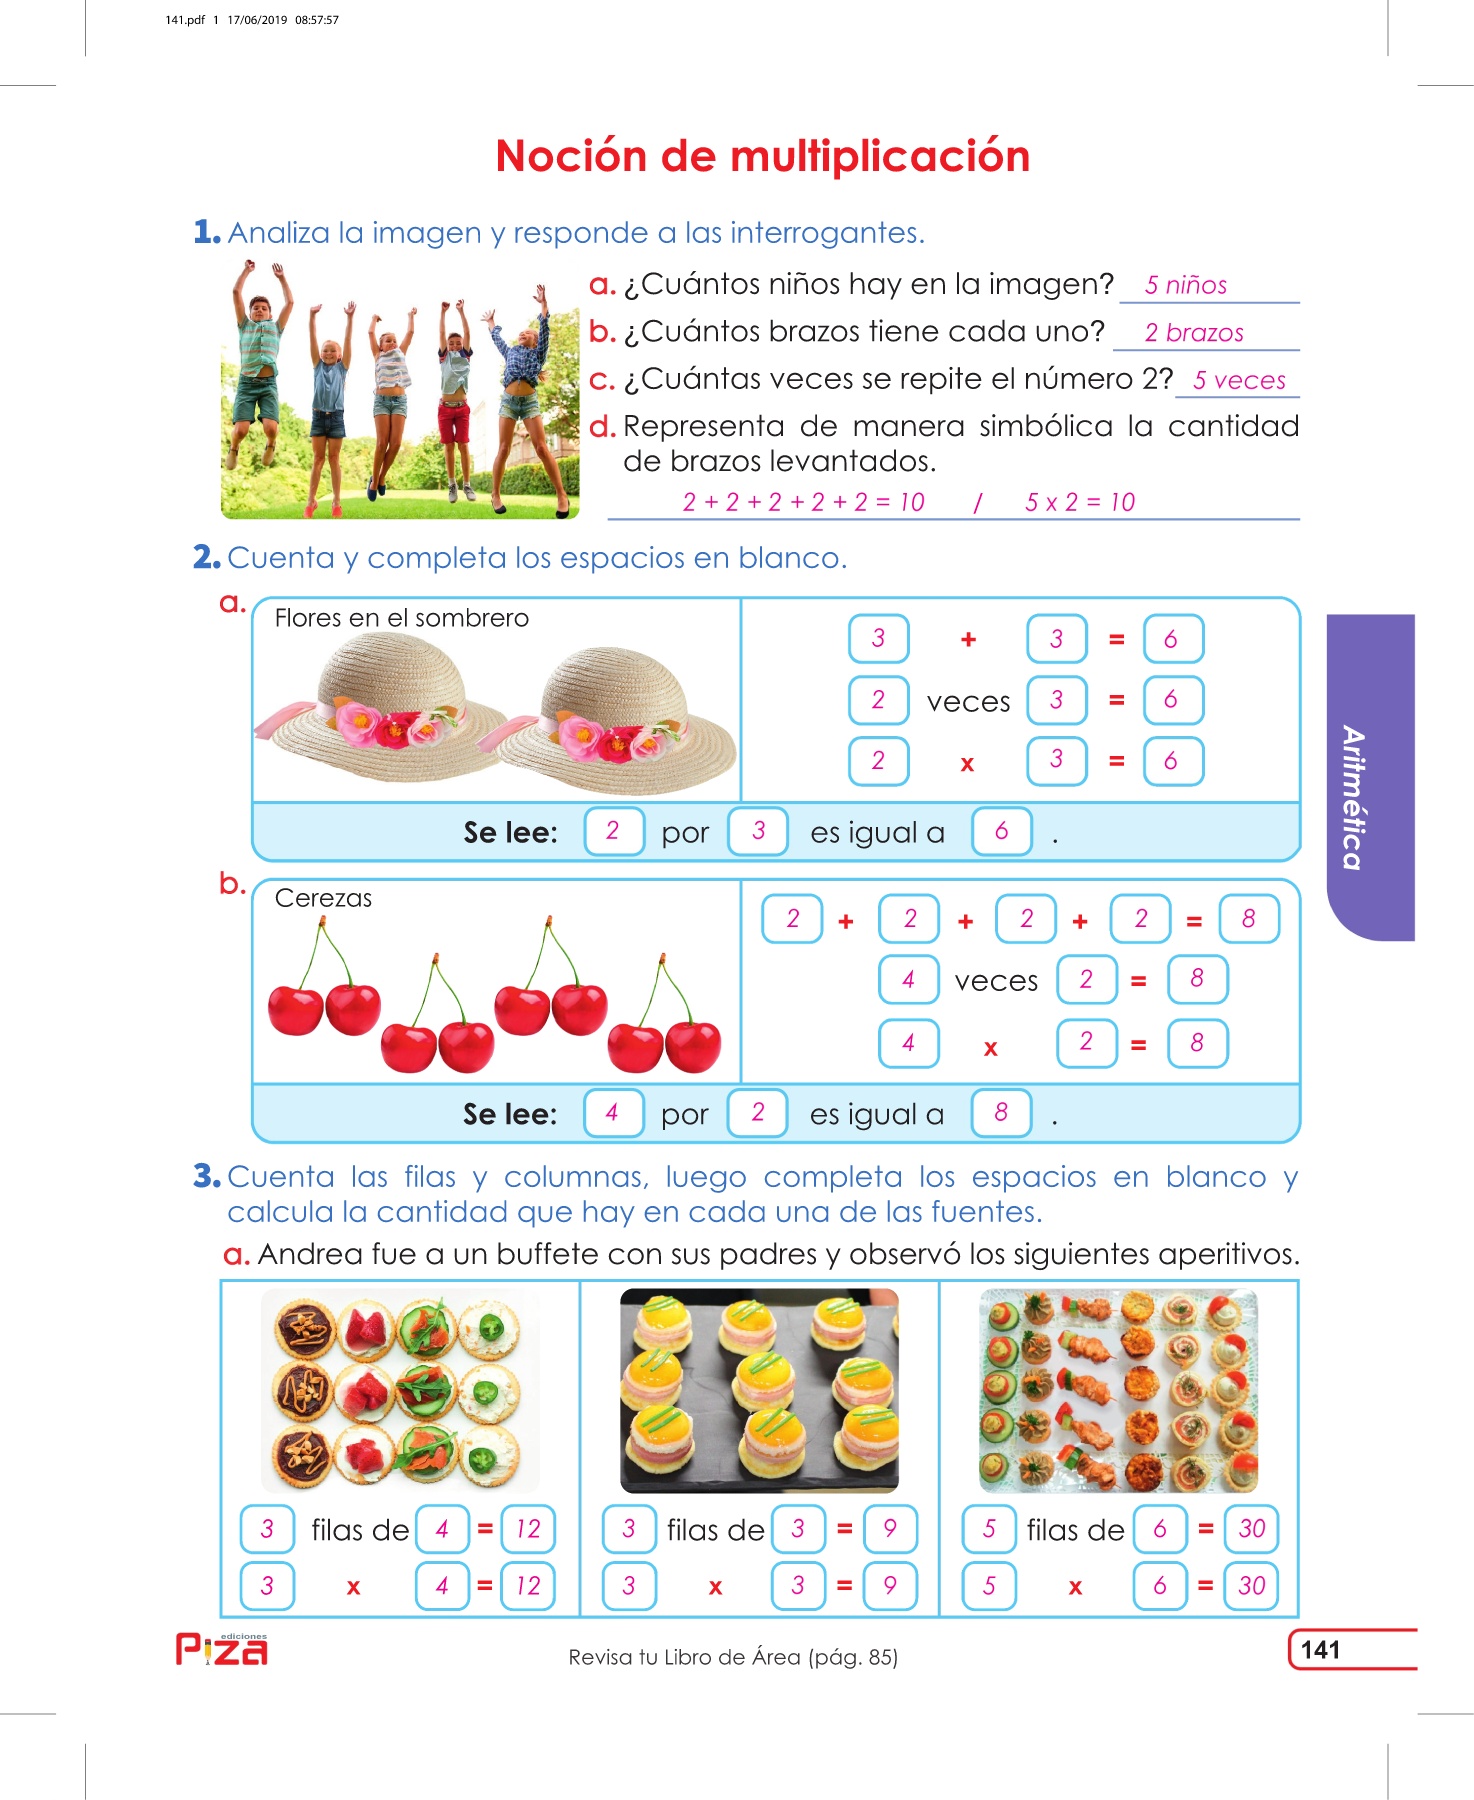 141.pdf 1 17/06/2019 08:57:57
Noción de multiplicación
1. Analiza la imagen y responde a las interrogantes.
a. ¿Cuántos niños hay en la imagen? 5 niños
b. ¿Cuántos brazos tiene cada uno? 2 brazos
c. ¿Cuántas veces se repite el número 2? 5 veces
d. Representa de manera simbólica la cantidad
de brazos levantados.
2 + 2 + 2 + 2 + 2 = 10 / 5 x 2 = 10
2. Cuenta y completa los espacios en blanco.
a.
Flores en el sombrero
3 + 3 = 6
2 veces 3 = 6
2 x 3 = 6
Se lee: 2 por 3 es igual a 6 .
b.
Cerezas
2 + 2 + 2 + 2 = 8
4 veces 2 = 8
4 x 2 = 8
Se lee: 4 por 2 es igual a 8 .
3. Cuenta las filas y columnas, luego completa los espacios en blanco y
calcula la cantidad que hay en cada una de las fuentes.
a. Andrea fue a un buffete con sus padres y observó los siguientes aperitivos.
3 filas de 4 = 12
3 x 4 = 12
3 filas de 3 = 9
3 x 3 = 9
5 filas de 6 = 30
5 x 6 = 30
Aritmética
ediciones
Piza
Revisa tu Libro de Área (pág. 85)
141